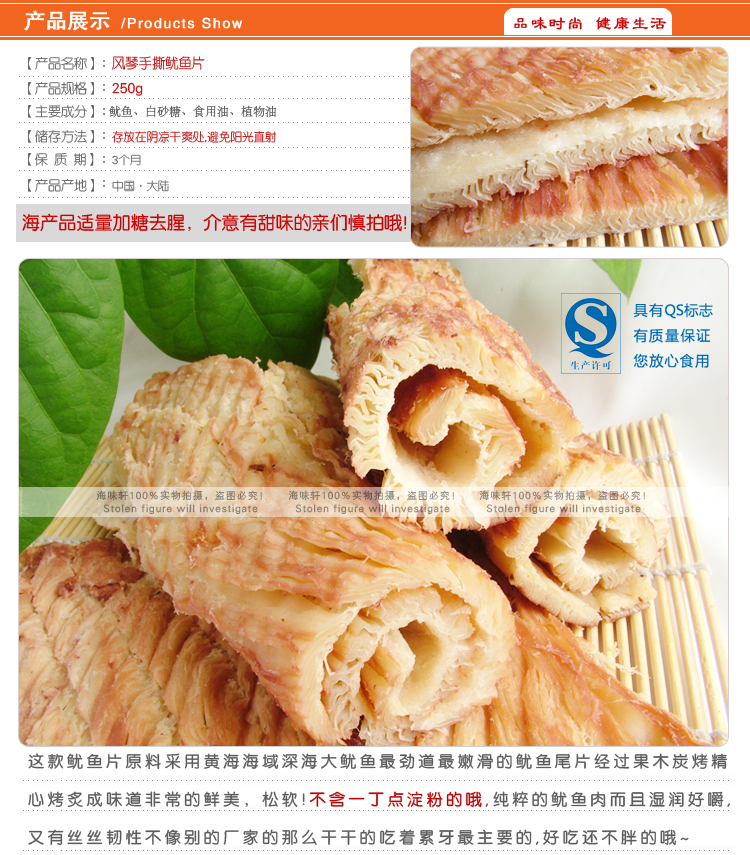 产品展示 /Products Show
品味时尚 健康生活
【产品名称】：风琴手撕鱿鱼片
【产品规格】：250g
【主要成分】：鱿鱼、白砂糖、食用油、植物油
【储存方法】：存放在阴凉干爽处,避免阳光直射
【保 质 期】：3个月
【产品产地】：中国·大陆
海产品适量加糖去腥，介意有甜味的亲们慎拍哦!
具有QS标志
有质量保证
您放心食用
QS
生产许可
海味轩100%实物拍摄，盗图必究! 海味轩100%实物拍摄，盗图必究! 海味轩100%实物拍摄，盗图必究!
Stolen figure will investigate Stolen figure will investigate Stolen figure will investigate
这款鱿鱼片原料采用黄海海域深海大鱿鱼最劲道最嫩滑的鱿鱼尾片经过果木炭烤精
心烤炙成味道非常的鲜美，松软!不含一丁点淀粉的哦,纯粹的鱿鱼肉而且湿润好嚼,
又有丝丝韧性不像别的厂家的那么干干的吃着累牙最主要的,好吃还不胖的哦~